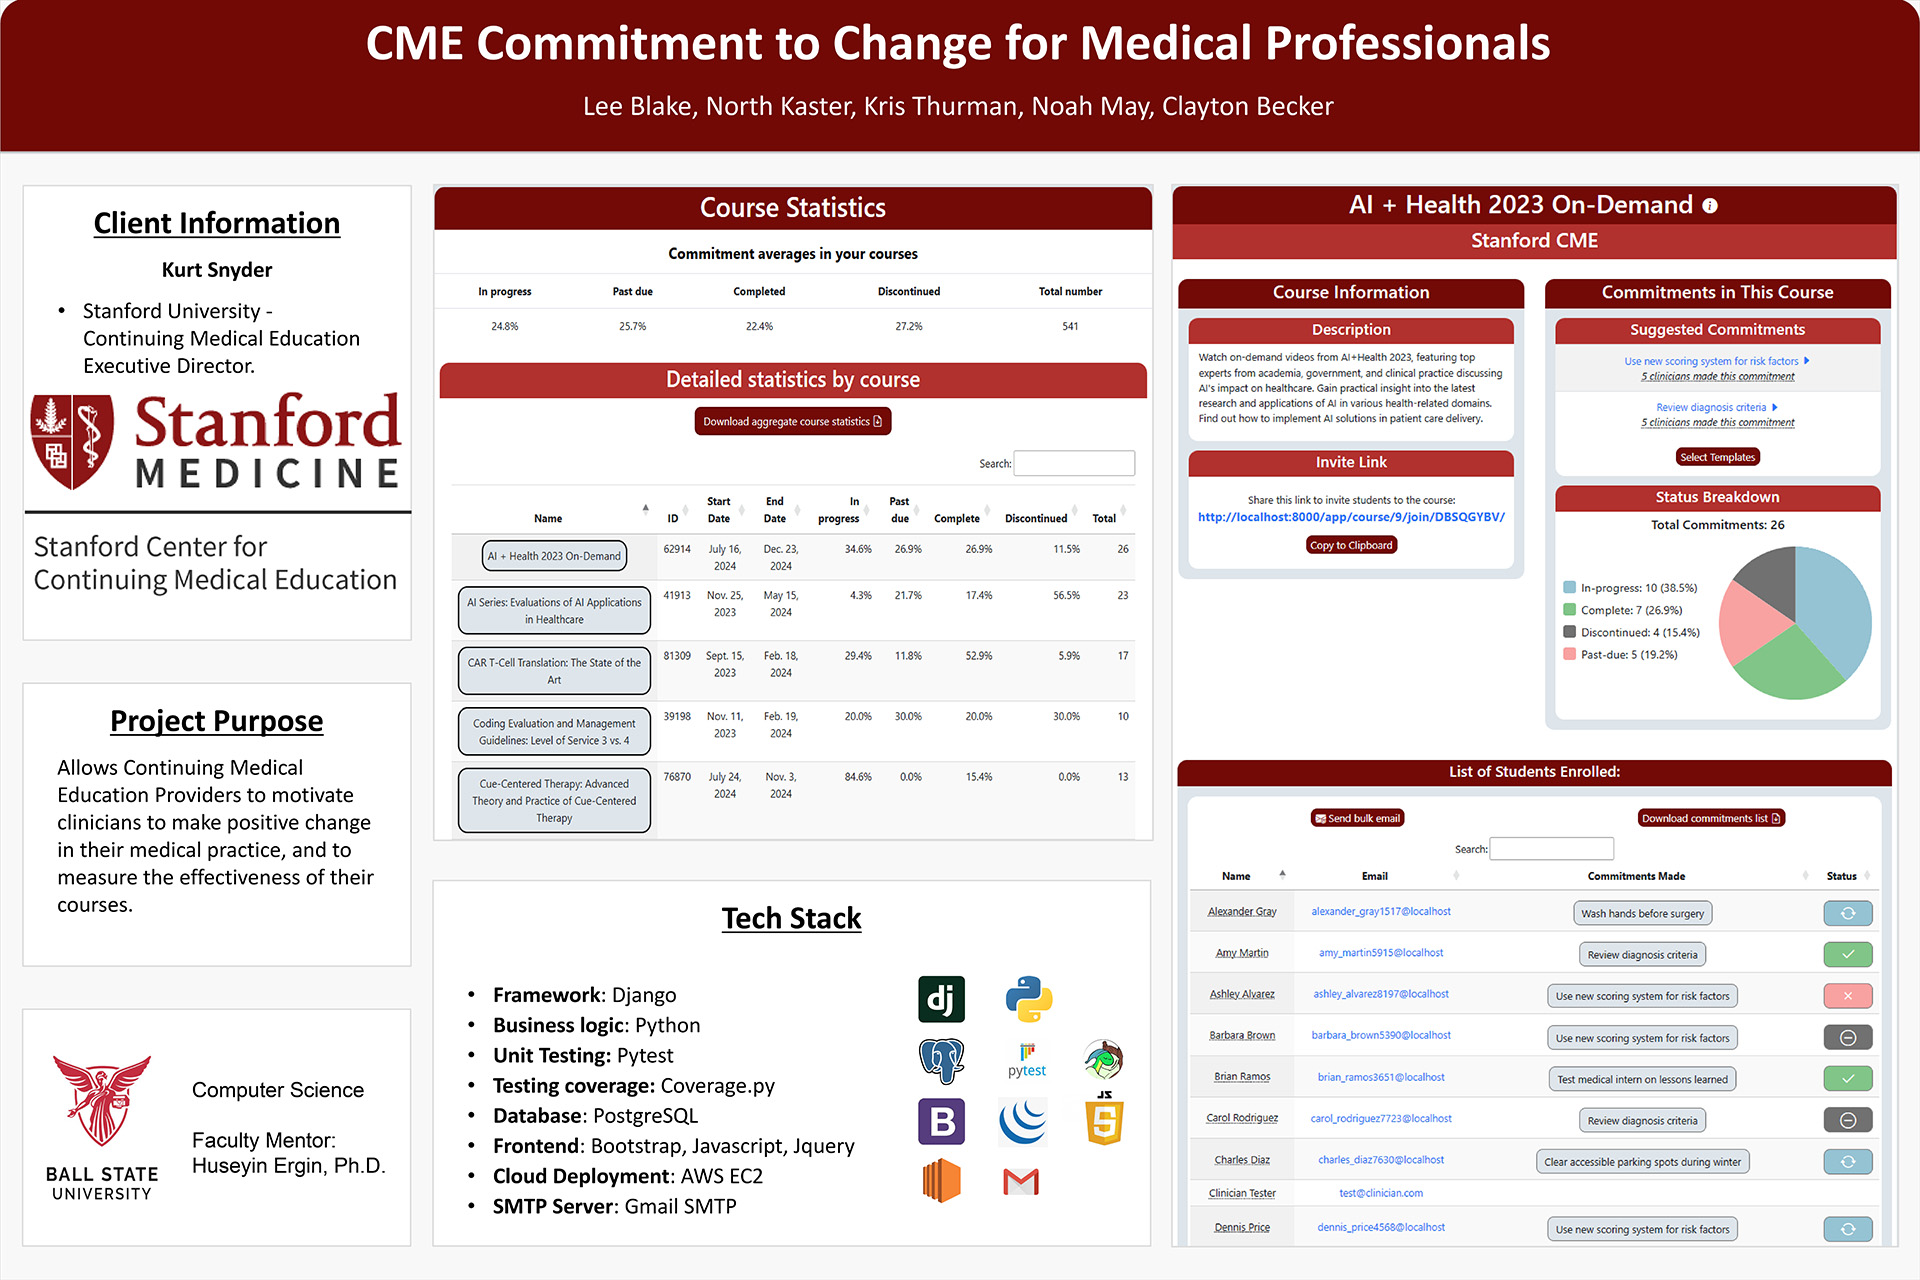 CME Commitment to Change for Medical Professionals
Lee Blake, North Kaster, Kris Thurman, Noah May, Clayton Becker
Client Information
Kurt Snyder
• Stanford University -
Continuing Medical Education
Executive Director.
Stanford
MEDICINE
Stanford Center for
Continuing Medical Education
Project Purpose
Allows Continuing Medical
Education Providers to motivate
clinicians to make positive change
in their medical practice, and to
measure the effectiveness of their
courses.
BALL STATE
UNIVERSITY
Computer Science
Faculty Mentor:
Huseyin Ergin, Ph.D.
Course Statistics
Commitment averages in your courses
In progress Past due Completed Discontinued Total number
24.8% 25.7% 22.4% 27.2% 541
Detailed statistics by course
Download aggregate course statistics
Search:
Name ID Start Date End Date In progress Past due Complete Discontinued Total
AI + Health 2023 On-Demand 62914 July 16, 2024 Dec. 23, 2024 34.6% 26.9% 26.9% 11.5% 26
AI Series: Evaluations of AI Applications in Healthcare 41913 Nov. 25, 2023 May 15, 2024 4.3% 21.7% 17.4% 56.5% 23
CAR T-Cell Translation: The State of the Art 81309 Sept. 15, 2023 Feb. 18, 2024 29.4% 11.8% 52.9% 5.9% 17
Coding Evaluation and Management Guidelines: Level of Service 3 vs. 4 39198 Nov. 11, 2023 Feb. 19, 2024 20.0% 30.0% 20.0% 30.0% 10
Cue-Centered Therapy: Advanced Theory and Practice of Cue-Centered Therapy 76870 July 24, 2024 Nov. 3, 2024 84.6% 0.0% 15.4% 0.0% 13
Tech Stack
• Framework: Django
• Business logic: Python
• Unit Testing: Pytest
• Testing coverage: Coverage.py
• Database: PostgreSQL
• Frontend: Bootstrap, Javascript, Jquery
• Cloud Deployment: AWS EC2
• SMTP Server: Gmail SMTP
dj
pytest
B
JS
5
AI + Health 2023 On-Demand
Stanford CME
Course Information
Description
Watch on-demand videos from AI+Health 2023, featuring top
experts from academia, government, and clinical practice discussing
AI's impact on healthcare. Gain practical insight into the latest
research and applications of AI in various health-related domains.
Find out how to implement AI solutions in patient care delivery.
Invite Link
Share this link to invite students to the course:
http://localhost:8000/app/course/9/join/DBSQGYBV/
Copy to Clipboard
Commitments in This Course
Suggested Commitments
Use new scoring system for risk factors
5 clinicians made this commitment
Review diagnosis criteria
5 clinicians made this commitment
Select Templates
Status Breakdown
Total Commitments: 26
In-progress: 10 (38.5%)
Complete: 7 (26.9%)
Discontinued: 4 (15.4%)
Past-due: 5 (19.2%)
List of Students Enrolled:
Send bulk email Download commitments list
Search:
Name Email Commitments Made Status
Alexander Gray alexander_gray1517@localhost Wash hands before surgery
Amy Martin amy_martin5915@localhost Review diagnosis criteria
Ashley Alvarez ashley_alvarez8197@localhost Use new scoring system for risk factors
Barbara Brown barbara_brown5390@localhost Use new scoring system for risk factors
Brian Ramos brian_ramos3651@localhost Test medical intern on lessons learned
Carol Rodriguez carol_rodriguez7723@localhost Review diagnosis criteria
Charles Diaz charles_diaz7630@localhost Clear accessible parking spots during winter
Clinician Tester test@clinician.com
Dennis Price dennis_price4568@localhost Use new scoring system for risk factors